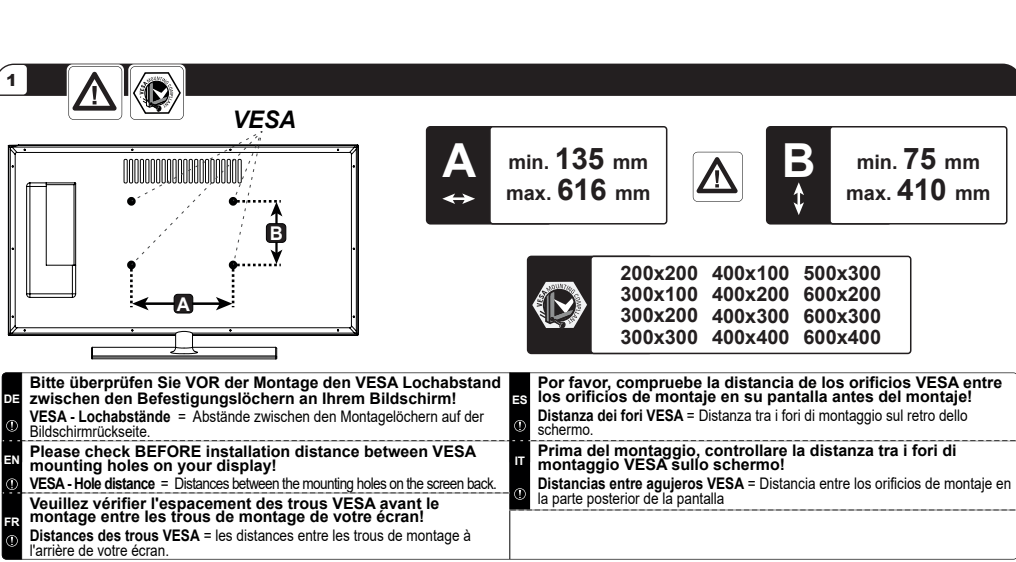 1
VESA
B
A
A
min. 135 mm
max. 616 mm
B
min. 75 mm
max. 410 mm
VESA MOUNTING COMPLIANT
200x200 400x100 500x300
300x100 400x200 600x200
300x200 400x300 600x300
300x300 400x400 600x400
DE
Bitte überprüfen Sie VOR der Montage den VESA Lochabstand
zwischen den Befestigungslöchern an Ihrem Bildschirm!
VESA - Lochabstände = Abstände zwischen den Montagelöchern auf der
Bildschirmrückseite.
EN
Please check BEFORE installation distance between VESA
mounting holes on your display!
VESA - Hole distance = Distances between the mounting holes on the screen back.
FR
Veuillez vérifier l'espacement des trous VESA avant le
montage entre les trous de montage de votre écran!
Distances des trous VESA = les distances entre les trous de montage à
l'arrière de votre écran.
ES
Por favor, compruebe la distancia de los orificios VESA entre
los orificios de montaje en su pantalla antes del montaje!
Distanza dei fori VESA = Distanza tra i fori di montaggio sul retro dello
schermo.
IT
Prima del montaggio, controllare la distanza tra i fori di
montaggio VESA sullo schermo!
Distancias entre agujeros VESA = Distancia entre los orificios de montaje en
la parte posterior de la pantalla